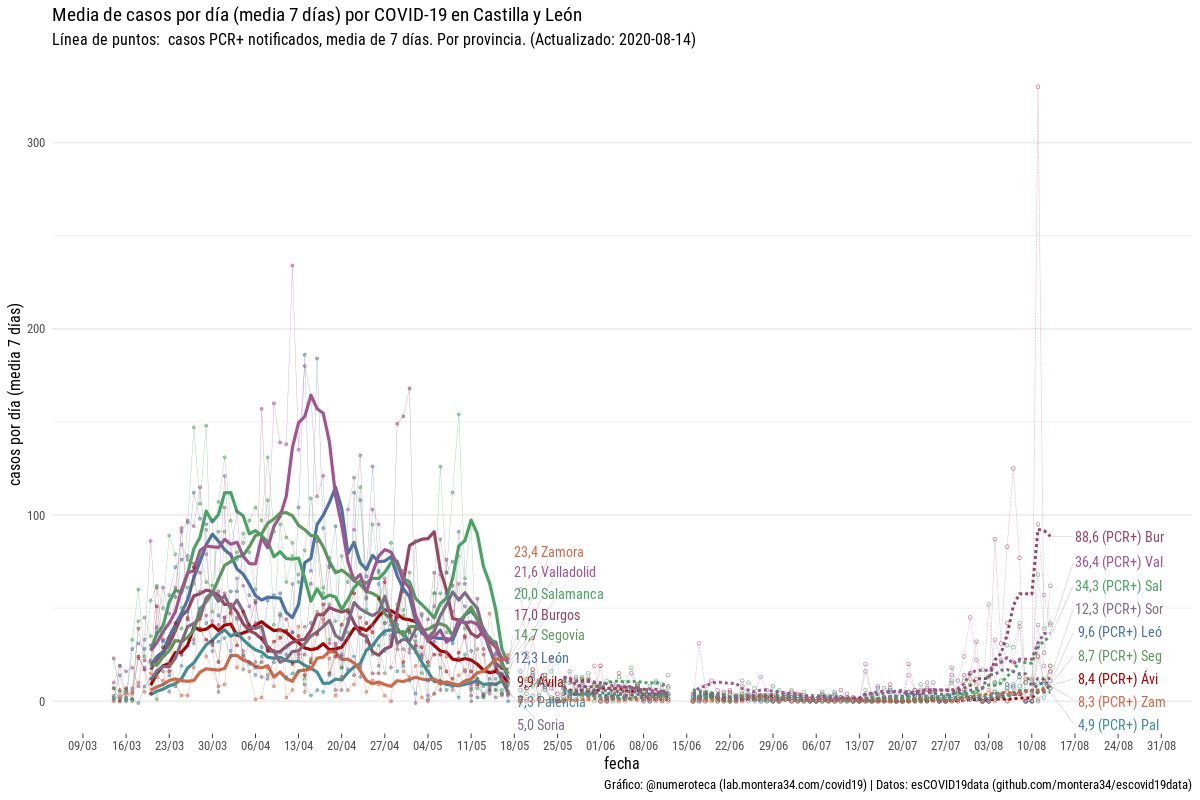 Media de casos por día (media 7 días) por COVID-19 en Castilla y León
Línea de puntos:  casos PCR+ notificados, media de 7 días. Por provincia. (Actualizado: 2020-08-14)
casos por día (media 7 días)
300
200
100
0
23,4 Zamora
21,6 Valladolid
20,0 Salamanca
17,0 Burgos
14,7 Segovia
12,3 León
9,9 Ávila
7,3 Palencia
5,0 Soria
88,6 (PCR+) Bur
36,4 (PCR+) Val
34,3 (PCR+) Sal
12,3 (PCR+) Sor
9,6 (PCR+) Leó
8,7 (PCR+) Seg
8,4 (PCR+) Ávi
8,3 (PCR+) Zam
4,9 (PCR+) Pal
09/03 16/03 23/03 30/03 06/04 13/04 20/04 27/04 04/05 11/05 18/05 25/05 01/06 08/06 15/06 22/06 29/06 06/07 13/07 20/07 27/07 03/08 10/08 17/08 24/08 31/08
fecha
Gráfico: @numeroteca (lab.montera34.com/covid19) | Datos: esCOVID19data (github.com/montera34/escovid19data)